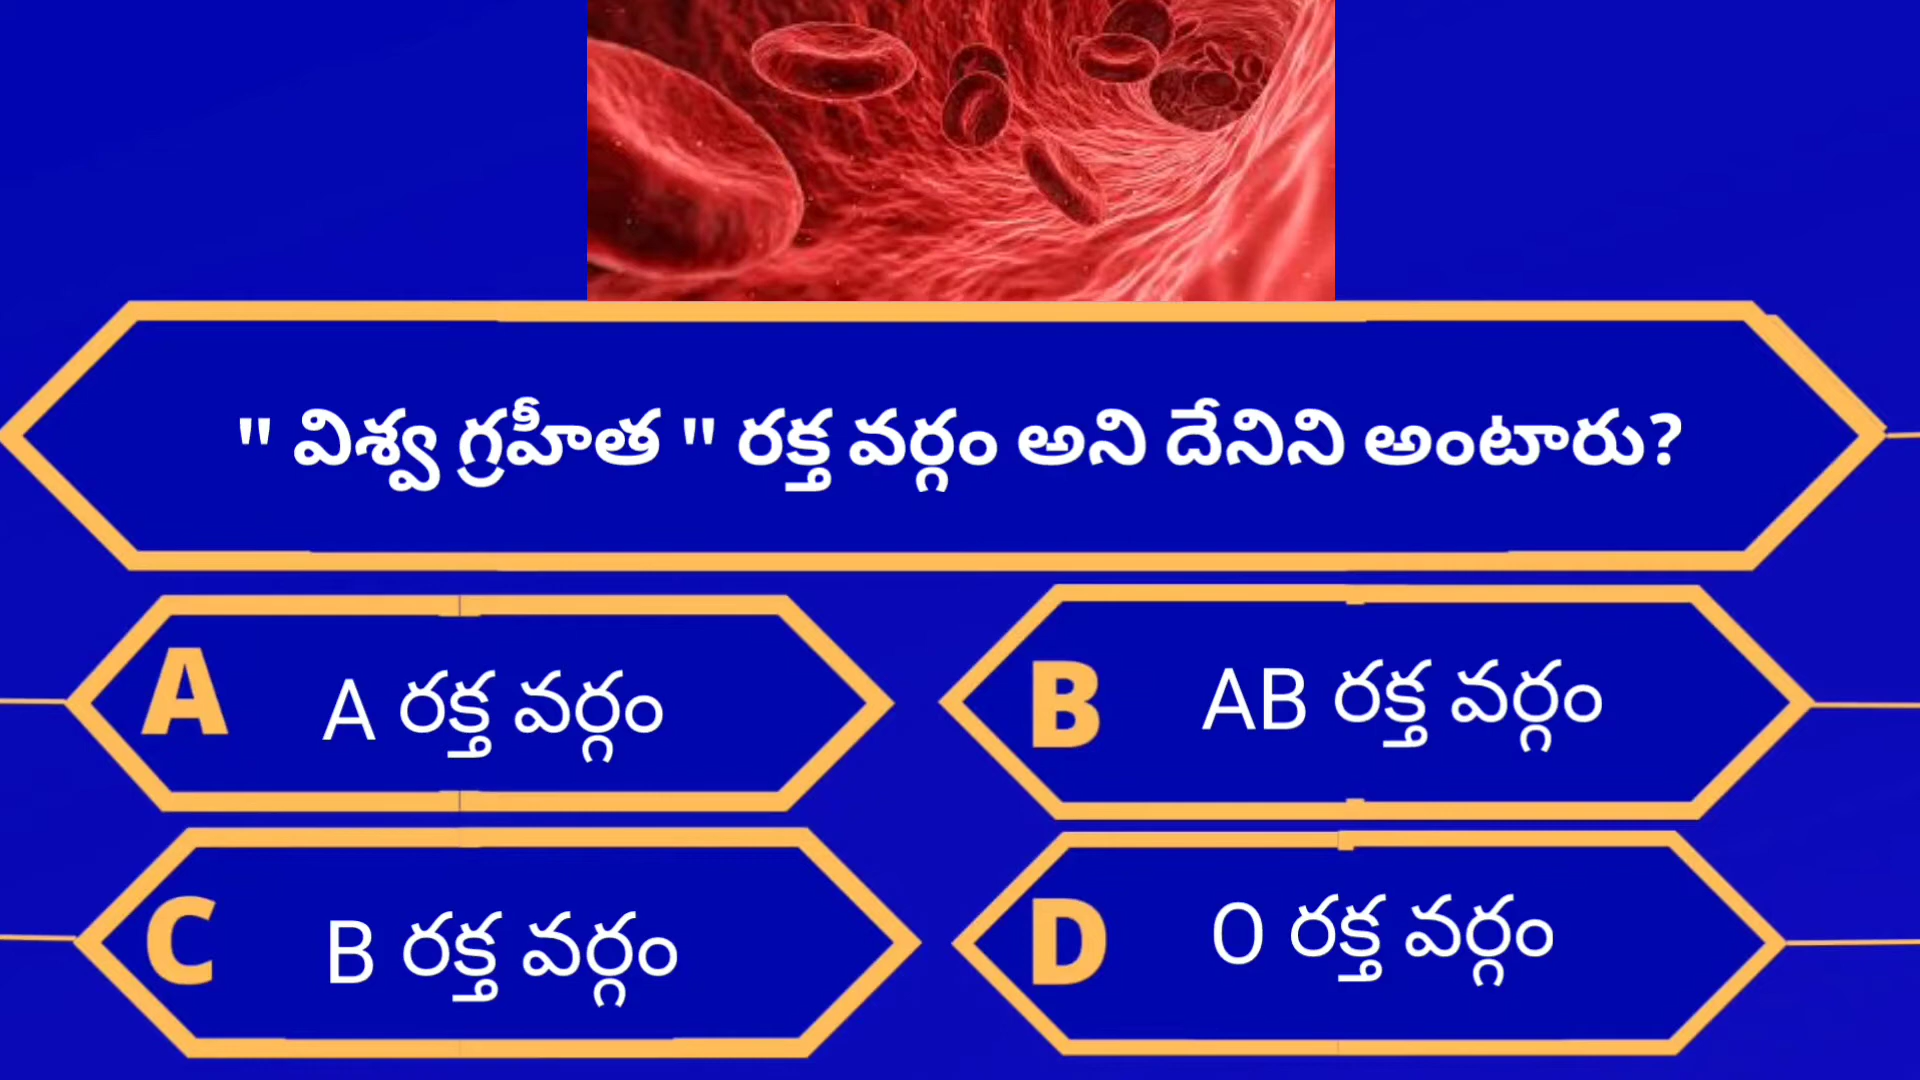 " విశ్వ గ్రహీత " రక్త వర్గం అని దేనిని అంటారు?
A A రక్త వర్గం
B AB రక్త వర్గం
C B రక్త వర్గం
D O రక్త వర్గం